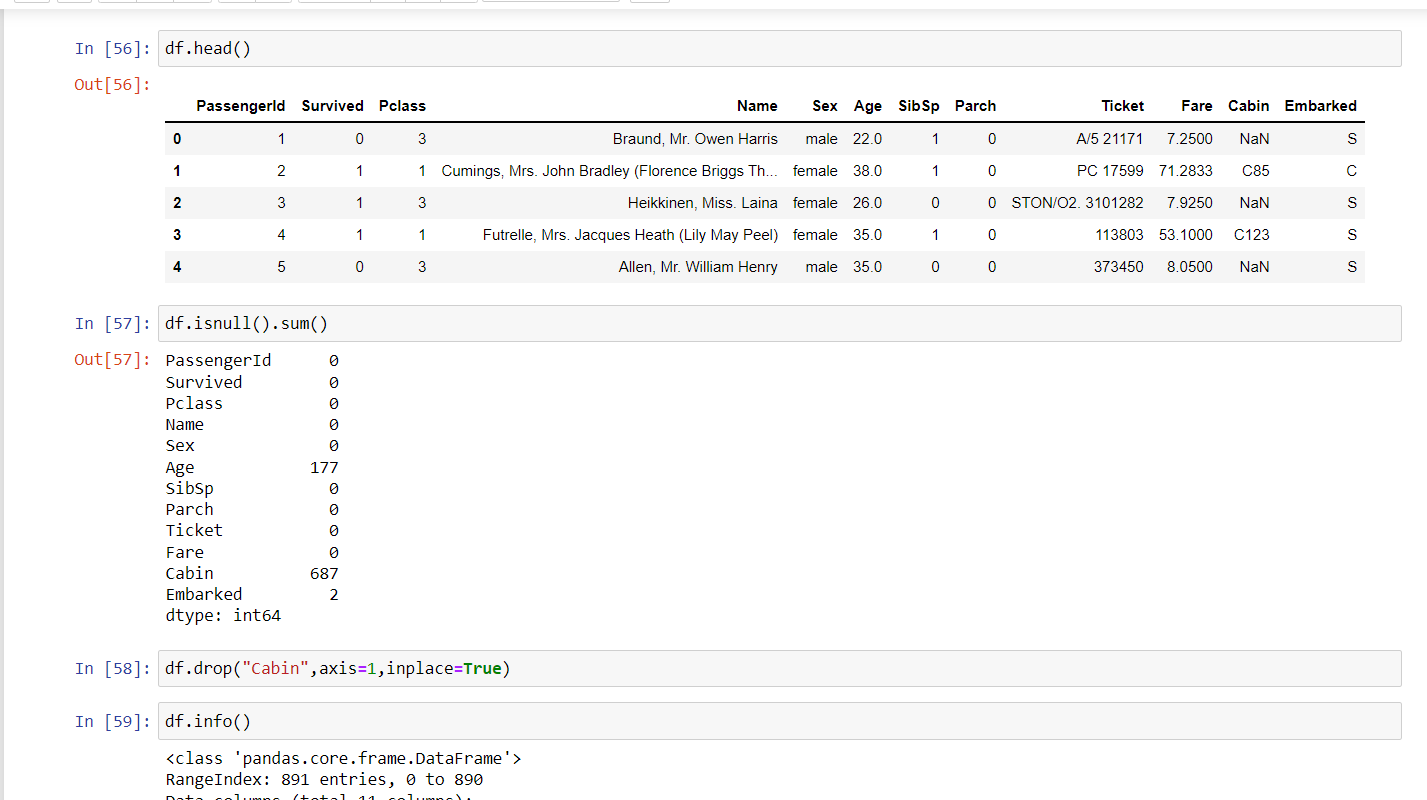 In [56]: df.head()
Out[56]:
PassengerId Survived Pclass Name Sex Age SibSp Parch Ticket Fare Cabin Embarked
0 1 0 3 Braund, Mr. Owen Harris male 22.0 1 0 A/5 21171 7.2500 NaN S
1 2 1 1 Cumings, Mrs. John Bradley (Florence Briggs Th... female 38.0 1 0 PC 17599 71.2833 C85 C
2 3 1 3 Heikkinen, Miss. Laina female 26.0 0 0 STON/O2. 3101282 7.9250 NaN S
3 4 1 1 Futrelle, Mrs. Jacques Heath (Lily May Peel) female 35.0 1 0 113803 53.1000 C123 S
4 5 0 3 Allen, Mr. William Henry male 35.0 0 0 373450 8.0500 NaN S
In [57]: df.isnull().sum()
Out[57]: PassengerId 0
Survived 0
Pclass 0
Name 0
Sex 0
Age 177
SibSp 0
Parch 0
Ticket 0
Fare 0
Cabin 687
Embarked 2
dtype: int64
In [58]: df.drop("Cabin",axis=1,inplace=True)
In [59]: df.info()
<class 'pandas.core.frame.DataFrame'>
RangeIndex: 891 entries, 0 to 890
Data columns (total 11 columns):